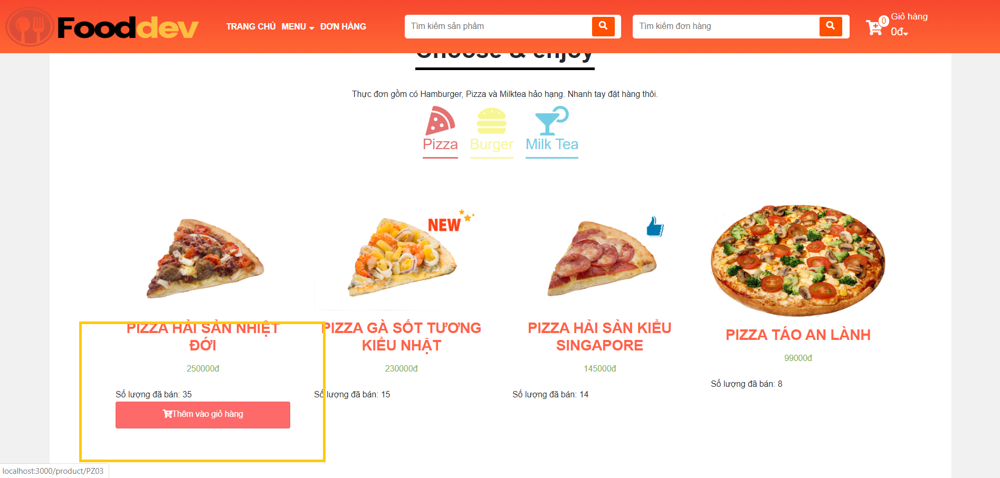 Fooddev
TRANG CHỦ MENU ĐƠN HÀNG
Tìm kiếm sản phẩm
Tìm kiếm đơn hàng
0
Giỏ hàng
0đ
Choose & enjoy
Thực đơn gồm có Hamburger, Pizza và Milktea hảo hạng. Nhanh tay đặt hàng thôi.
Pizza Burger Milk Tea
NEW
PIZZA HẢI SẢN NHIỆT
ĐỚI
250000đ
Số lượng đã bán: 35
Thêm vào giỏ hàng
PIZZA GÀ SỐT TƯƠNG
KIỂU NHẬT
230000đ
Số lượng đã bán: 15
PIZZA HẢI SẢN KIỂU
SINGAPORE
145000đ
Số lượng đã bán: 14
PIZZA TÁO AN LÀNH
99000đ
Số lượng đã bán: 8
localhost:3000/product/PZ03